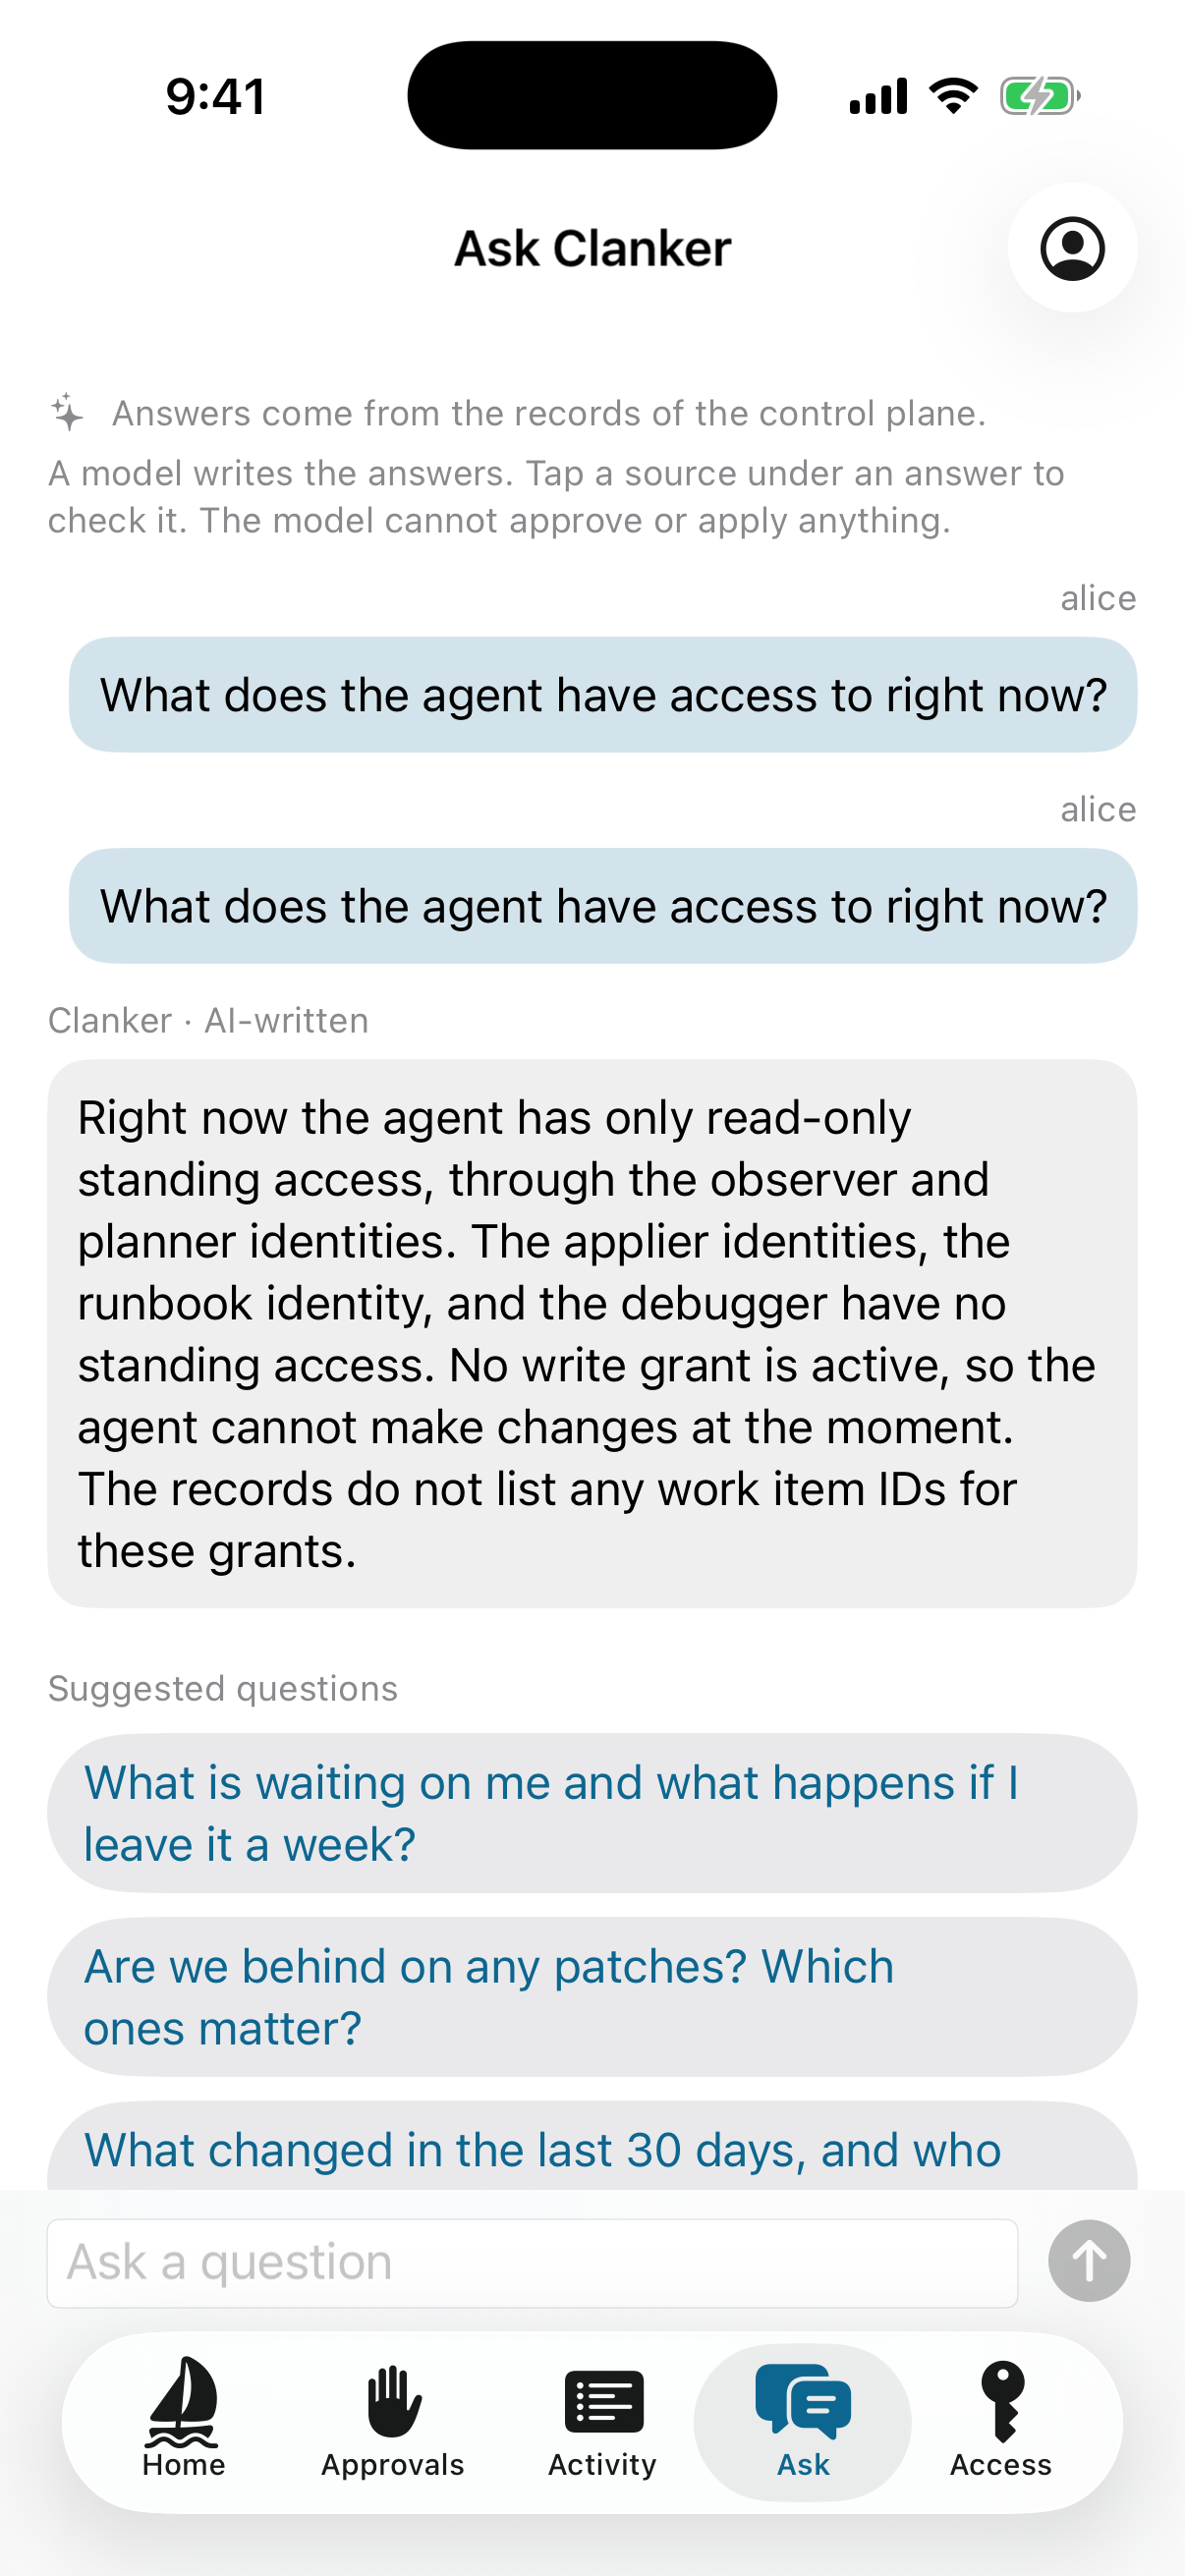 9:41
Ask Clanker
Answers come from the records of the control plane.
A model writes the answers. Tap a source under an answer to
check it. The model cannot approve or apply anything.
alice
What does the agent have access to right now?
alice
What does the agent have access to right now?
Clanker · AI-written
Right now the agent has only read-only
standing access, through the observer and
planner identities. The applier identities, the
runbook identity, and the debugger have no
standing access. No write grant is active, so the
agent cannot make changes at the moment.
The records do not list any work item IDs for
these grants.
Suggested questions
What is waiting on me and what happens if I
leave it a week?
Are we behind on any patches? Which
ones matter?
What changed in the last 30 days, and who
Ask a question
Home
Approvals
Activity
Ask
Access